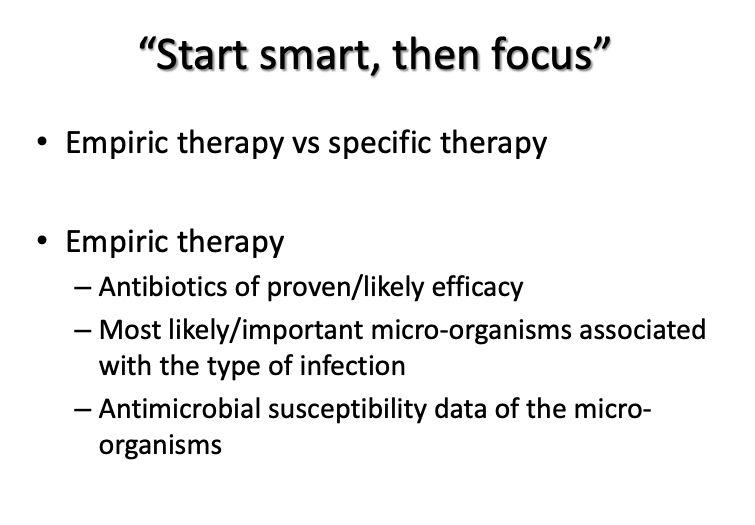 “Start smart, then focus”
• Empiric therapy vs specific therapy
• Empiric therapy
– Antibiotics of proven/likely efficacy
– Most likely/important micro-organisms associated
with the type of infection
– Antimicrobial susceptibility data of the micro-
organisms